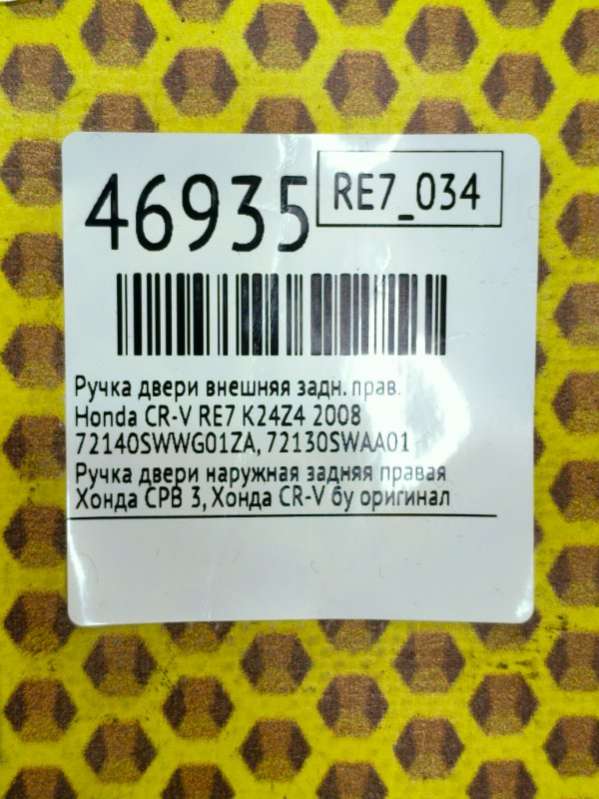 46935
RE7_034
Ручка двери внешняя задн. прав.
Honda CR-V RE7 K24Z4 2008
72140SWWG01ZA, 72130SWAA01
Ручка двери наружная задняя правая
Хонда СРВ 3, Хонда CR-V бу оригинал